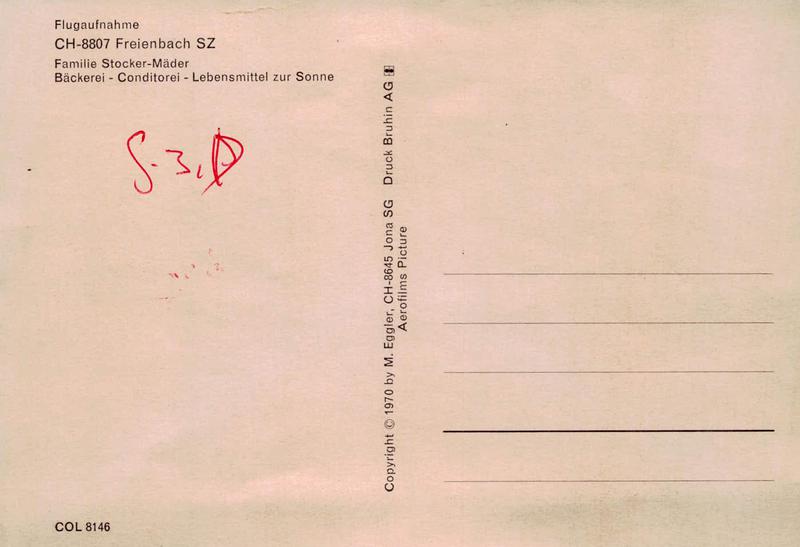 Flugaufnahme
CH-8807 Freienbach SZ
Familie Stocker-Mäder
Bäckerei - Conditorei - Lebensmittel zur Sonne
Copyright © 1970 by M. Eggler, CH-8645 Jona SG Druck Bruhin AG
Aerofilms Picture
COL 8146